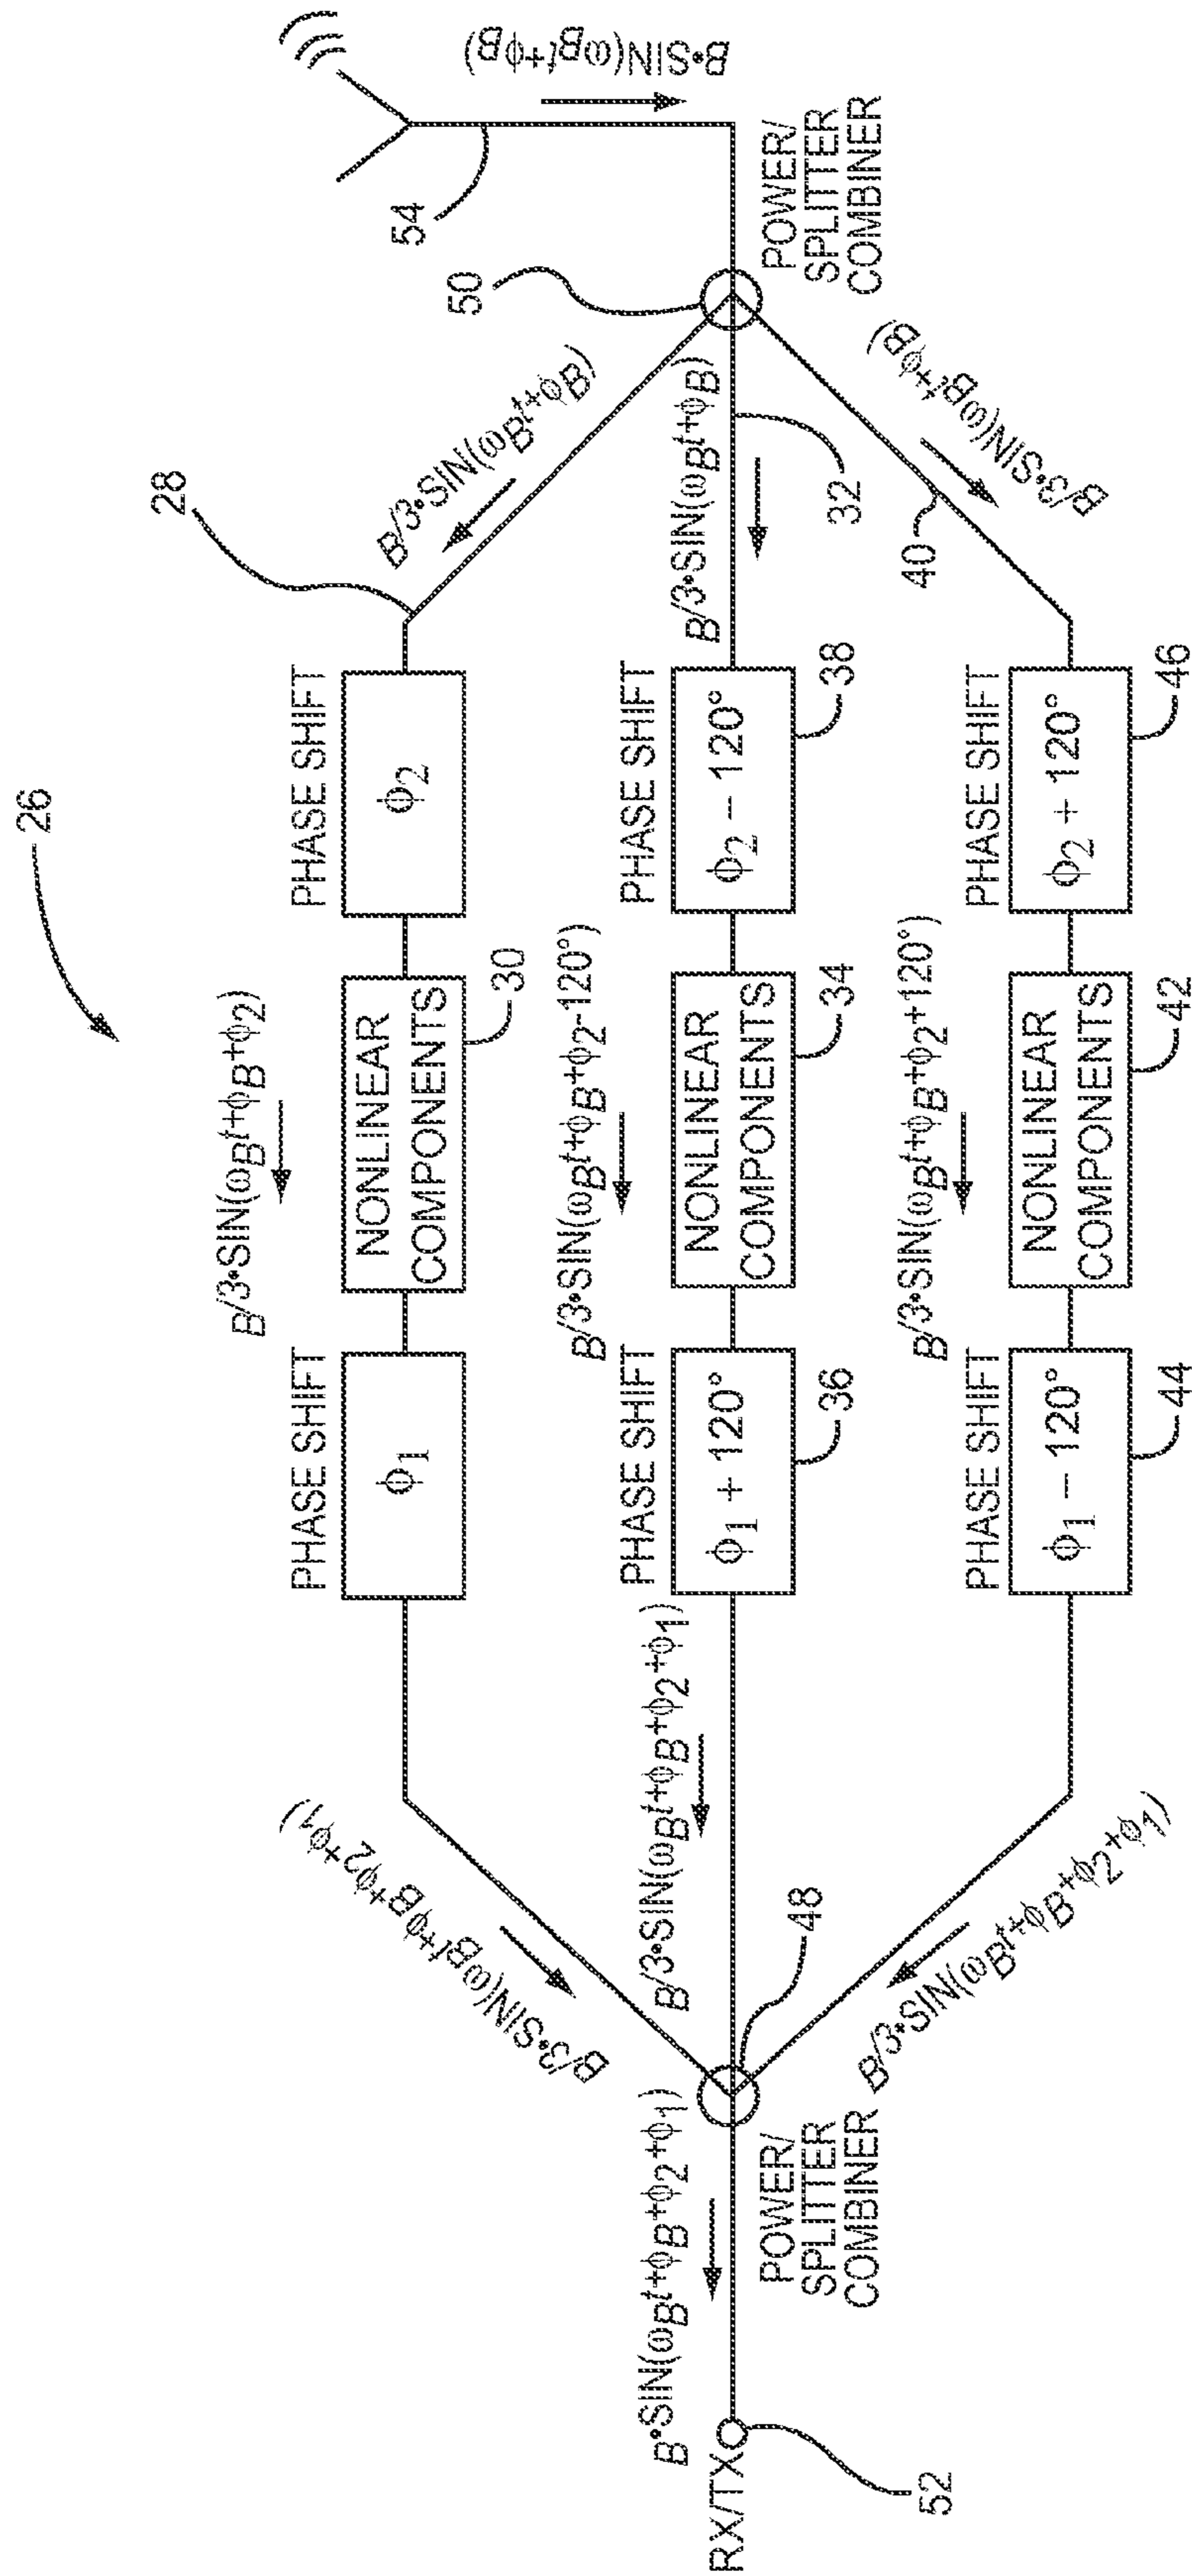 26
B/3•SIN(ωBt+ϕB+ϕ2)
PHASE SHIFT
ϕ1
NONLINEAR
COMPONENTS
30
PHASE SHIFT
ϕ2
28
B/3•SIN(ωBt+ϕB+ϕ2+ϕ1)
B/3•SIN(ωBt+ϕB)
54
B•SIN(ωBt+ϕB)
50
B/3•SIN(ωBt+ϕB+ϕ2-120°)
PHASE SHIFT
ϕ1 + 120°
36
NONLINEAR
COMPONENTS
34
PHASE SHIFT
ϕ2 − 120°
38
B•SIN(ωBt+ϕB+ϕ2+ϕ1)
B/3•SIN(ωBt+ϕB+ϕ2+ϕ1)
B/3•SIN(ωBt+ϕB)
32
RX/TX
52
POWER/
SPLITTER
COMBINER
48
POWER/
SPLITTER
COMBINER
B/3•SIN(ωBt+ϕB+ϕ2+120°)
PHASE SHIFT
ϕ1 − 120°
44
NONLINEAR
COMPONENTS
42
PHASE SHIFT
ϕ2 + 120°
46
40
B/3•SIN(ωBt+ϕB+ϕ2+ϕ1)
B/3•SIN(ωBt+ϕB)